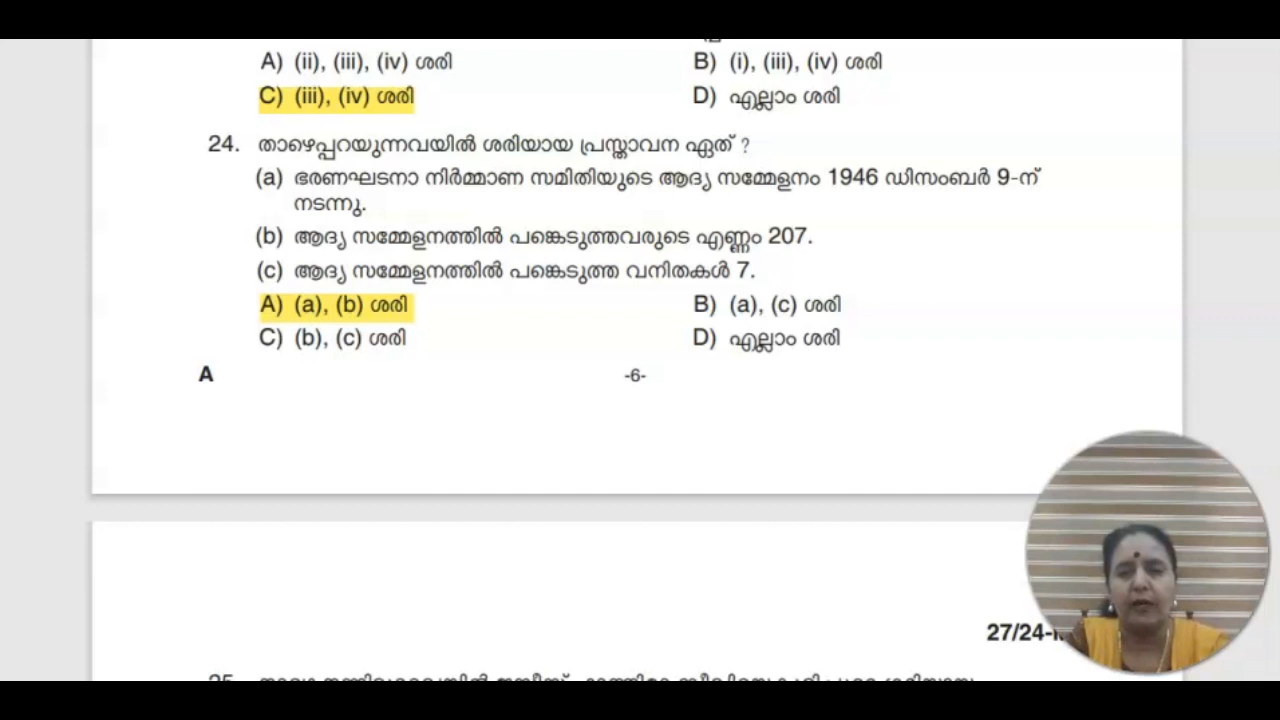 A) (ii), (iii), (iv) ശരി
B) (i), (iii), (iv) ശരി
C) (iii), (iv) ശരി
D) എല്ലാം ശരി
24. താഴെപ്പറയുന്നവയിൽ ശരിയായ പ്രസ്താവന ഏത് ?
(a) ഭരണഘടനാ നിർമ്മാണ സമിതിയുടെ ആദ്യ സമ്മേളനം 1946 ഡിസംബർ 9-ന്
നടന്നു.
(b) ആദ്യ സമ്മേളനത്തിൽ പങ്കെടുത്തവരുടെ എണ്ണം 207.
(c) ആദ്യ സമ്മേളനത്തിൽ പങ്കെടുത്ത വനിതകൾ 7.
A) (a), (b) ശരി
B) (a), (c) ശരി
C) (b), (c) ശരി
D) എല്ലാം ശരി
A
-6-
27/24-